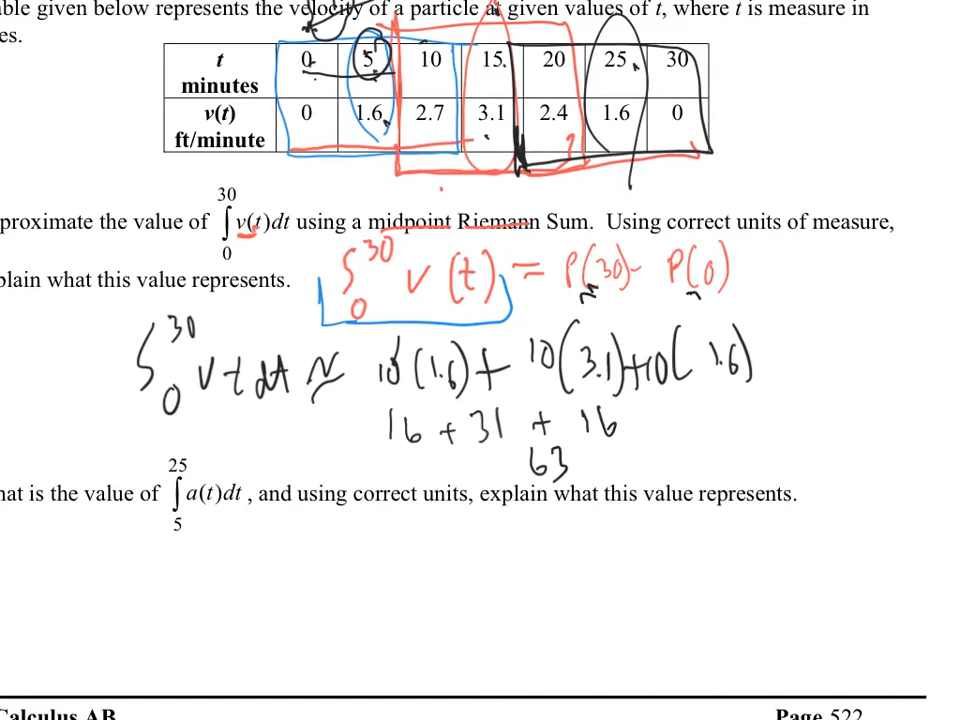 ble given below represents the velocity of a particle at given values of t, where t is measure in
es.
t minutes 0 5 10 15 20 25 30
v(t) ft/minute 0 1.6 2.7 3.1 2.4 1.6 0
proximate the value of ∫₀³⁰ v(t)dt using a midpoint Riemann Sum. Using correct units of measure,
plain what this value represents.
∫₀³⁰ v(t) = P(30) - P(0)
∫₀³⁰ v t dt ≈ 10(1.6) + 10(3.1) + 10(1.6)
16 + 31 + 16
63
hat is the value of ∫₅²⁵ a(t)dt , and using correct units, explain what this value represents.
Calculus AB Page 522